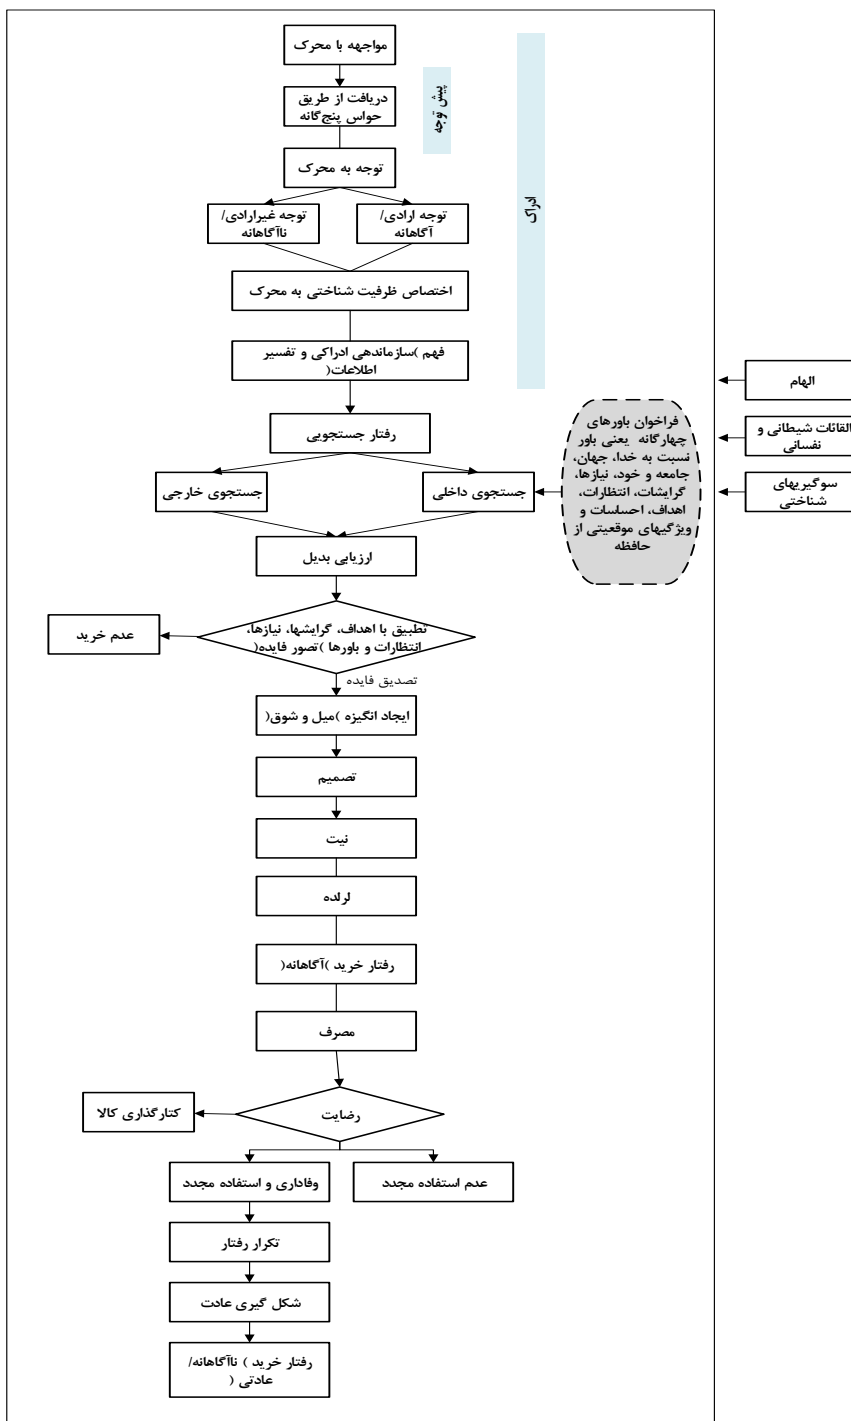 مواجهه با محرک
دریافت از طریق
حواس پنج‌گانه
پیش توجه
ادراک
توجه به محرک
توجه ارادی/
آگاهانه
توجه غیرارادی/
ناآگاهانه
اختصاص ظرفیت شناختی به محرک
فهم )سازماندهی ادراکی و تفسیر
اطلاعات(
رفتار جستجویی
جستجوی داخلی
جستجوی خارجی
فراخوان باورهای
چهارگانه یعنی باور
نسبت به خدا، جهان،
جامعه و خود، نیازها،
گرایشات، انتظارات،
اهداف، احساسات و
ویژگیهای موقعیتی از
حافظه
الهام
القائات شیطانی و
نفسانی
سوگیریهای
شناختی
ارزیابی بدیل
تطبیق با اهداف، گرایشها، نیازها،
انتظارات و باورها )تصور فایده(
عدم خرید
تصدیق فایده
ایجاد انگیزه )میل و شوق(
تصمیم
نیت
لرلده
رفتار خرید )آگاهانه(
مصرف
رضایت
کنارگذاری کالا
عدم استفاده مجدد
وفاداری و استفاده مجدد
تکرار رفتار
شکل گیری عادت
رفتار خرید ) ناآگاهانه/
عادتی (